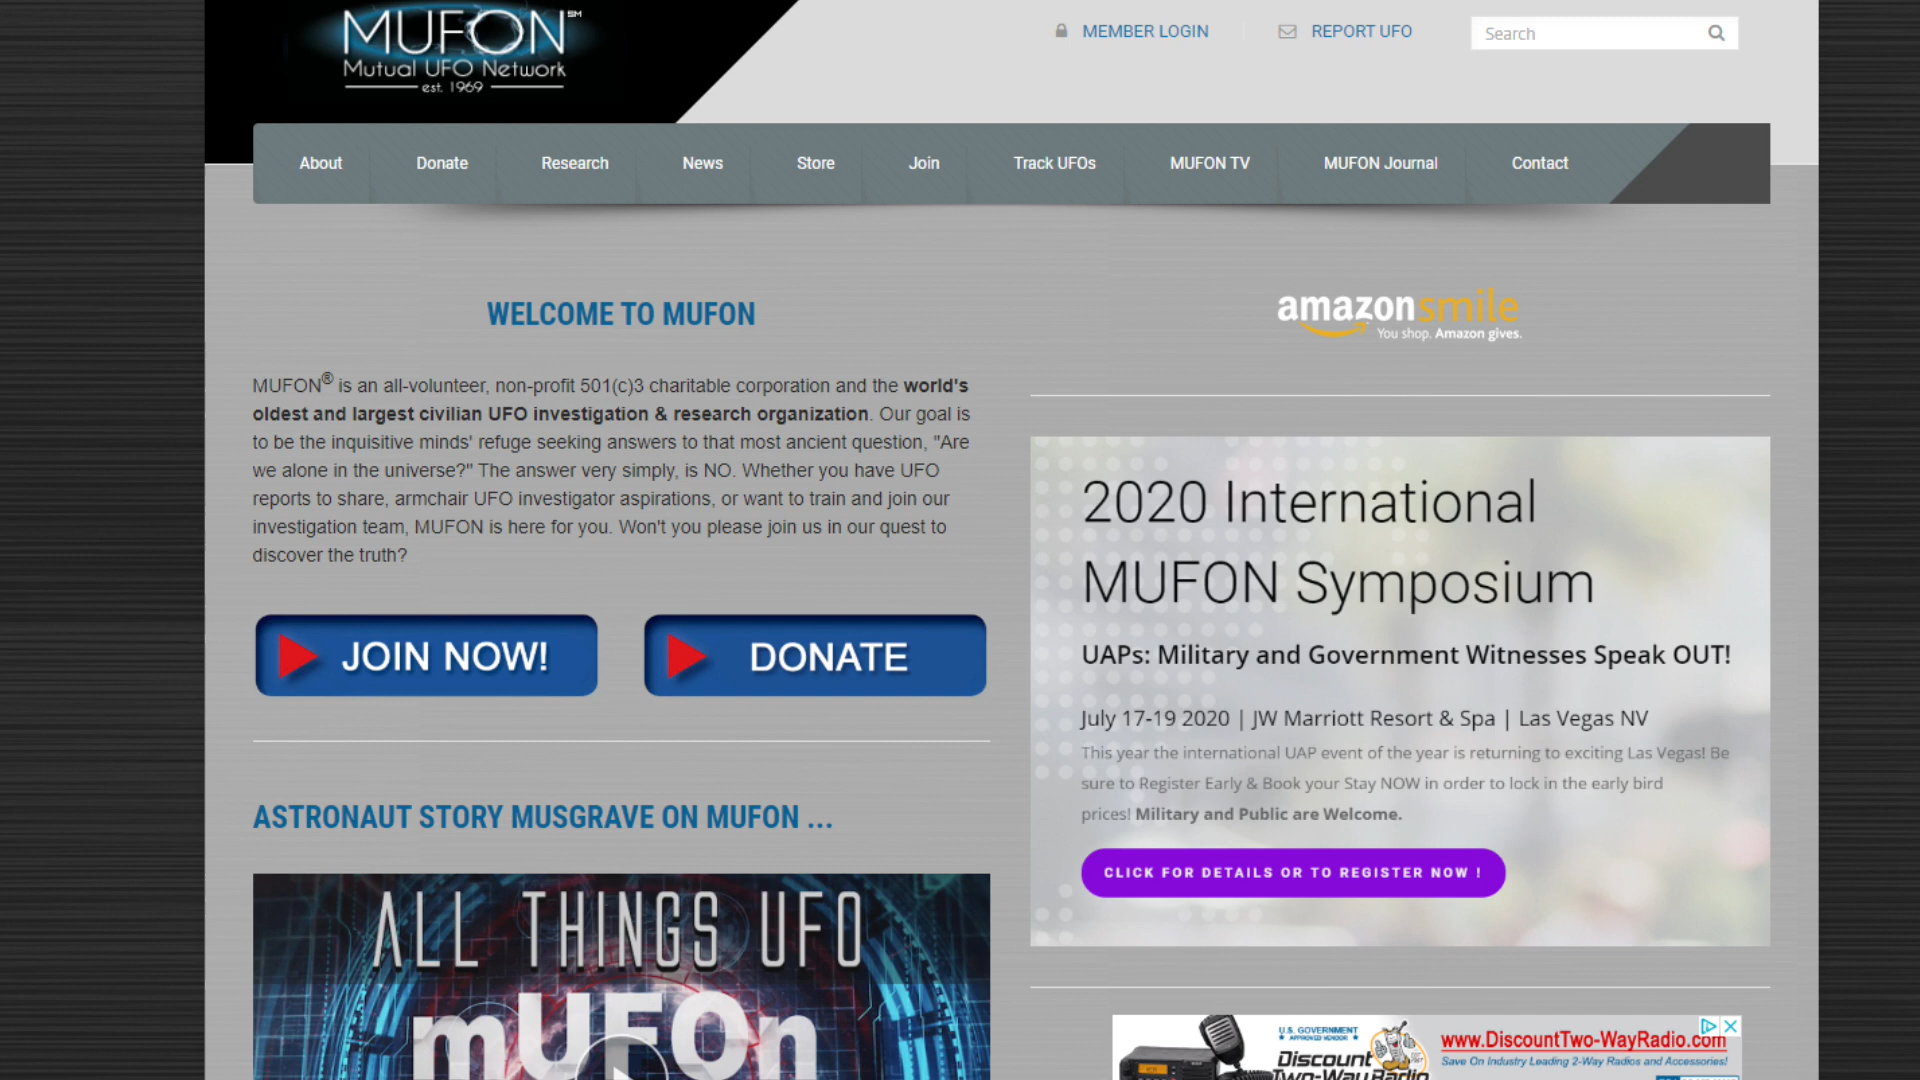 MUFON℠
Mutual UFO Network
est. 1969
MEMBER LOGIN
REPORT UFO
Search
About
Donate
Research
News
Store
Join
Track UFOs
MUFON TV
MUFON Journal
Contact
WELCOME TO MUFON
MUFON® is an all-volunteer, non-profit 501(c)3 charitable corporation and the world's
oldest and largest civilian UFO investigation & research organization. Our goal is
to be the inquisitive minds' refuge seeking answers to that most ancient question, "Are
we alone in the universe?" The answer very simply, is NO. Whether you have UFO
reports to share, armchair UFO investigator aspirations, or want to train and join our
investigation team, MUFON is here for you. Won't you please join us in our quest to
discover the truth?
JOIN NOW!
DONATE
ASTRONAUT STORY MUSGRAVE ON MUFON ...
ALL THINGS UFO
mUFOn
amazonsmile
You shop. Amazon gives.
2020 International
MUFON Symposium
UAPs: Military and Government Witnesses Speak OUT!
July 17-19 2020 | JW Marriott Resort & Spa | Las Vegas NV
This year the international UAP event of the year is returning to exciting Las Vegas! Be
sure to Register Early & Book your Stay NOW in order to lock in the early bird
prices! Military and Public are Welcome.
CLICK FOR DETAILS OR TO REGISTER NOW !
U.S. GOVERNMENT
APPROVED VENDOR
Discount
Two-WayRadio
www.DiscountTwo-WayRadio.com
Save On Industry Leading 2-Way Radios and Accessories!